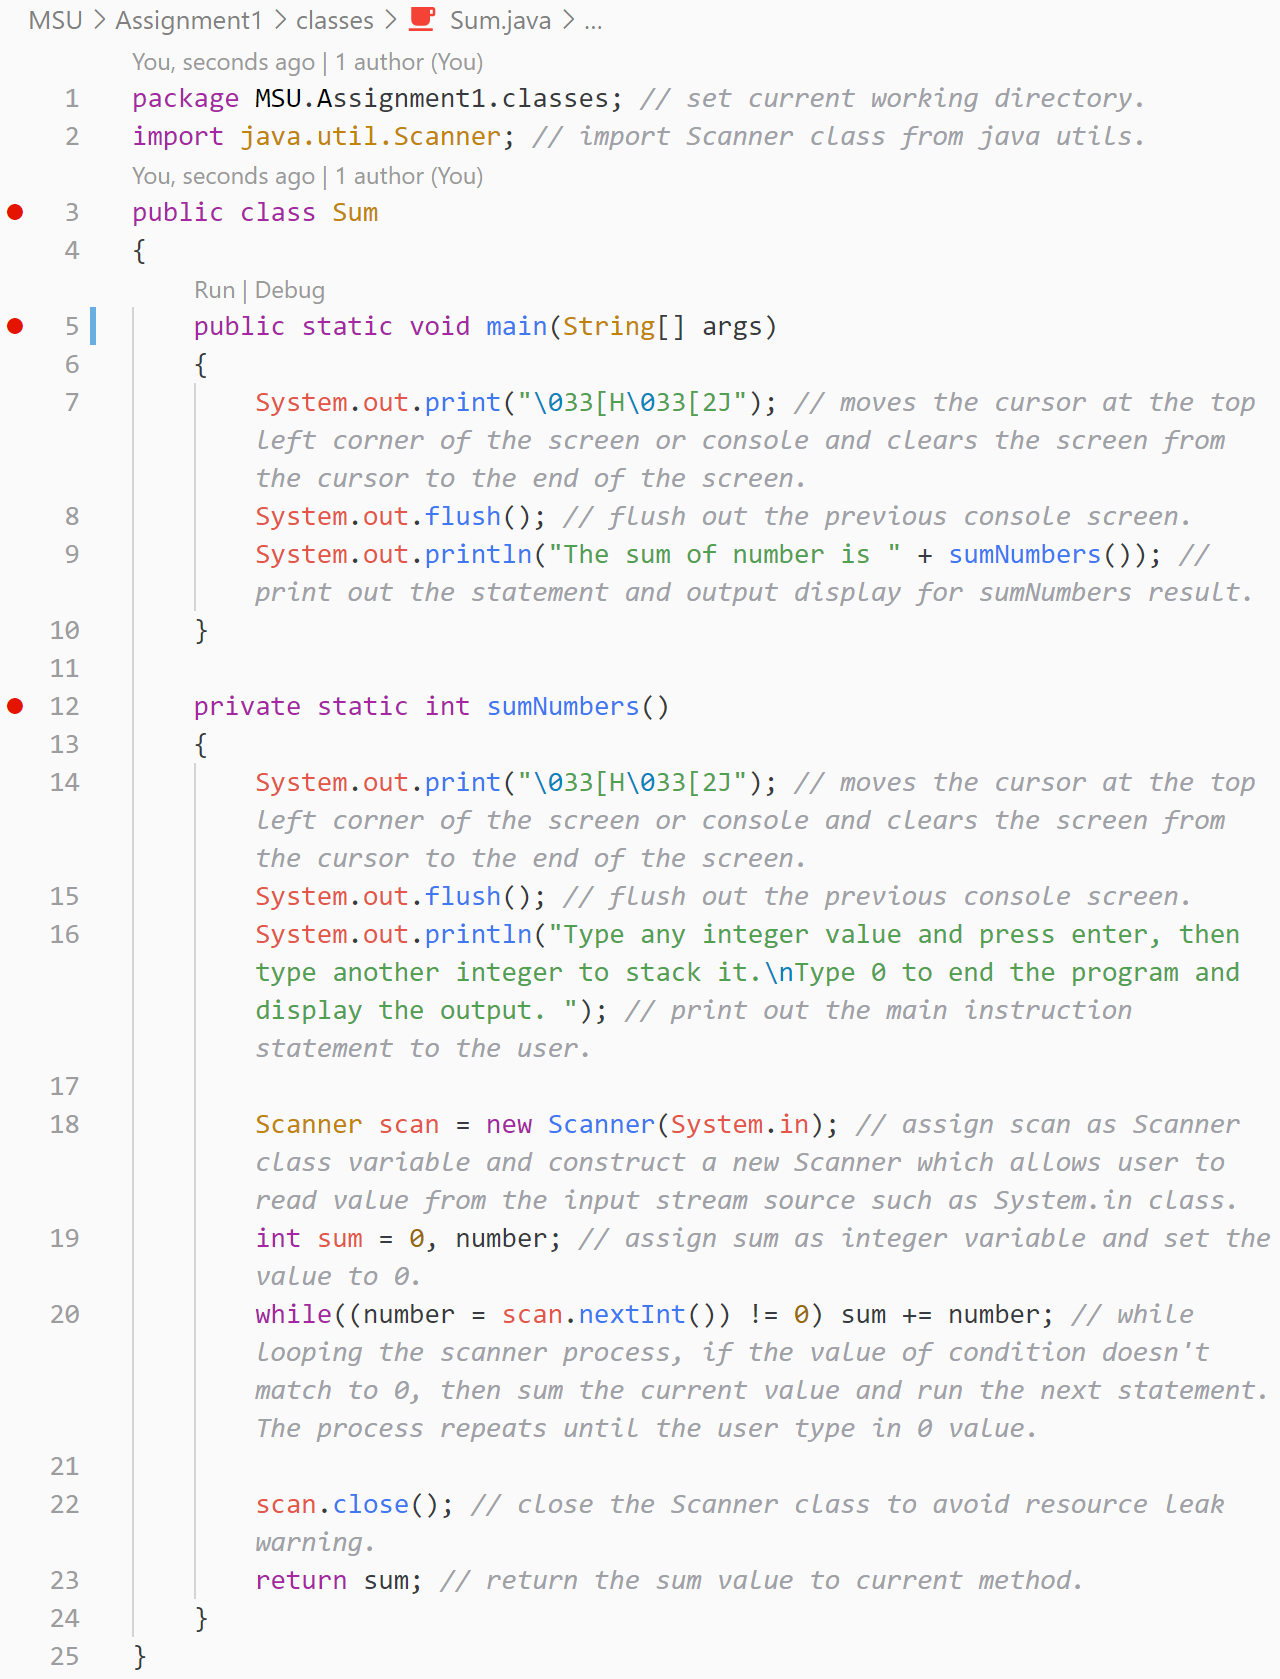 MSU > Assignment1 > classes > Sum.java > ...
You, seconds ago | 1 author (You)
1 package MSU.Assignment1.classes; // set current working directory.
2 import java.util.Scanner; // import Scanner class from java utils.
You, seconds ago | 1 author (You)
3 public class Sum
4 {
Run | Debug
5 public static void main(String[] args)
6 {
7 System.out.print("\033[H\033[2J"); // moves the cursor at the top
left corner of the screen or console and clears the screen from
the cursor to the end of the screen.
8 System.out.flush(); // flush out the previous console screen.
9 System.out.println("The sum of number is " + sumNumbers()); //
print out the statement and output display for sumNumbers result.
10 }
11
12 private static int sumNumbers()
13 {
14 System.out.print("\033[H\033[2J"); // moves the cursor at the top
left corner of the screen or console and clears the screen from
the cursor to the end of the screen.
15 System.out.flush(); // flush out the previous console screen.
16 System.out.println("Type any integer value and press enter, then
type another integer to stack it.\nType 0 to end the program and
display the output. "); // print out the main instruction
statement to the user.
17
18 Scanner scan = new Scanner(System.in); // assign scan as Scanner
class variable and construct a new Scanner which allows user to
read value from the input stream source such as System.in class.
19 int sum = 0, number; // assign sum as integer variable and set the
value to 0.
20 while((number = scan.nextInt()) != 0) sum += number; // while
looping the scanner process, if the value of condition doesn't
match to 0, then sum the current value and run the next statement.
The process repeats until the user type in 0 value.
21
22 scan.close(); // close the Scanner class to avoid resource leak
warning.
23 return sum; // return the sum value to current method.
24 }
25 }